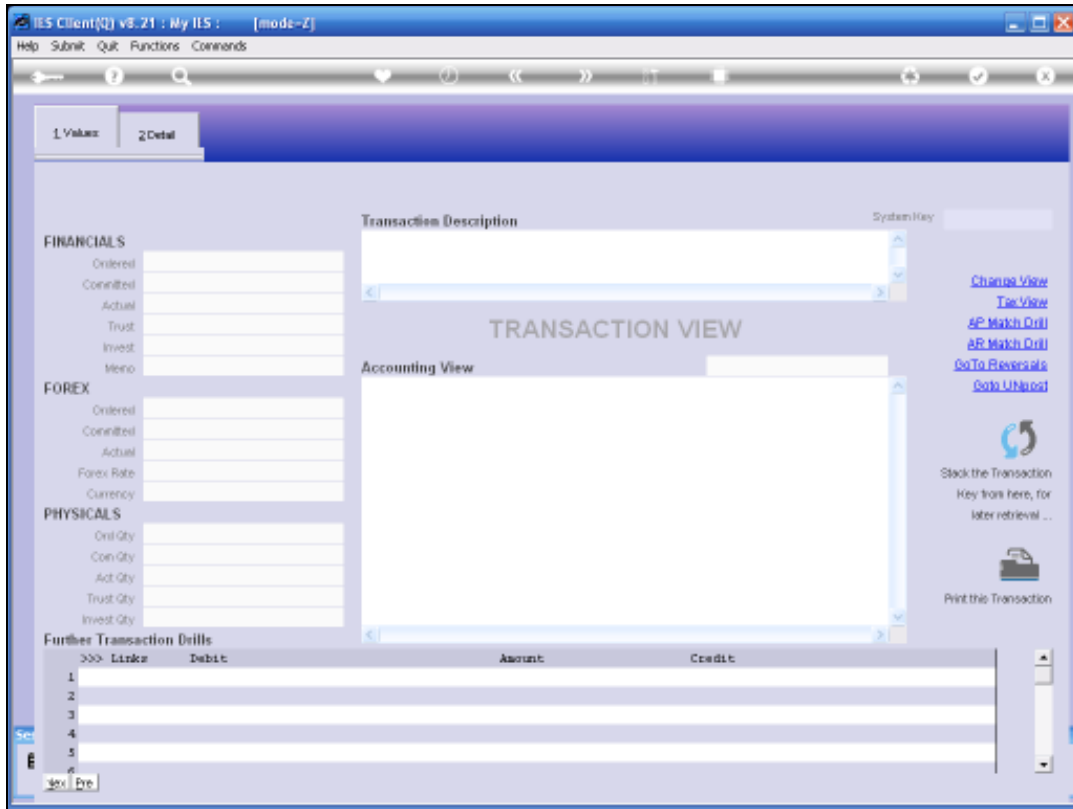 IES Client(Q) v8.21 : My IES : [mode-Z]
Help Submit Quit Functions Commands
1 Values 2 Detail
Transaction Description
System Key
FINANCIALS
Ordered
Committed
Actual
Trust
Invest
Memo
TRANSACTION VIEW
Accounting View
Change View
Tax View
AP Match Drill
AR Match Drill
GoTo Reversals
Goto UNpost
FOREX
Ordered
Committed
Actual
Forex Rate
Currency
PHYSICALS
Ord Qty
Com Qty
Act Qty
Trust Qty
Invest Qty
Stack the Transaction
Key from here, for
later retrieval ...
Print this Transaction
Further Transaction Drills
>>> Links Debit Amount Credit
1
2
3
4
5
6
Pre